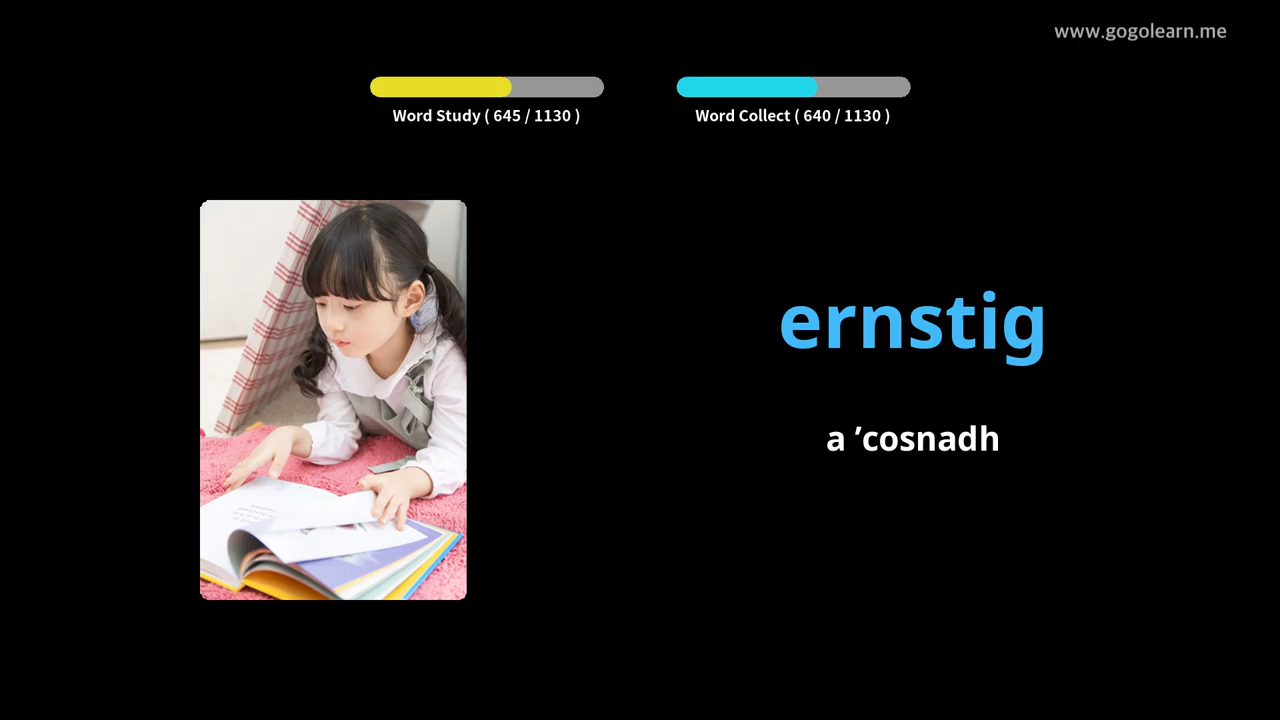 www.gogolearn.me
Word Study ( 645 / 1130 )
Word Collect ( 640 / 1130 )
ernstig
a ’cosnadh